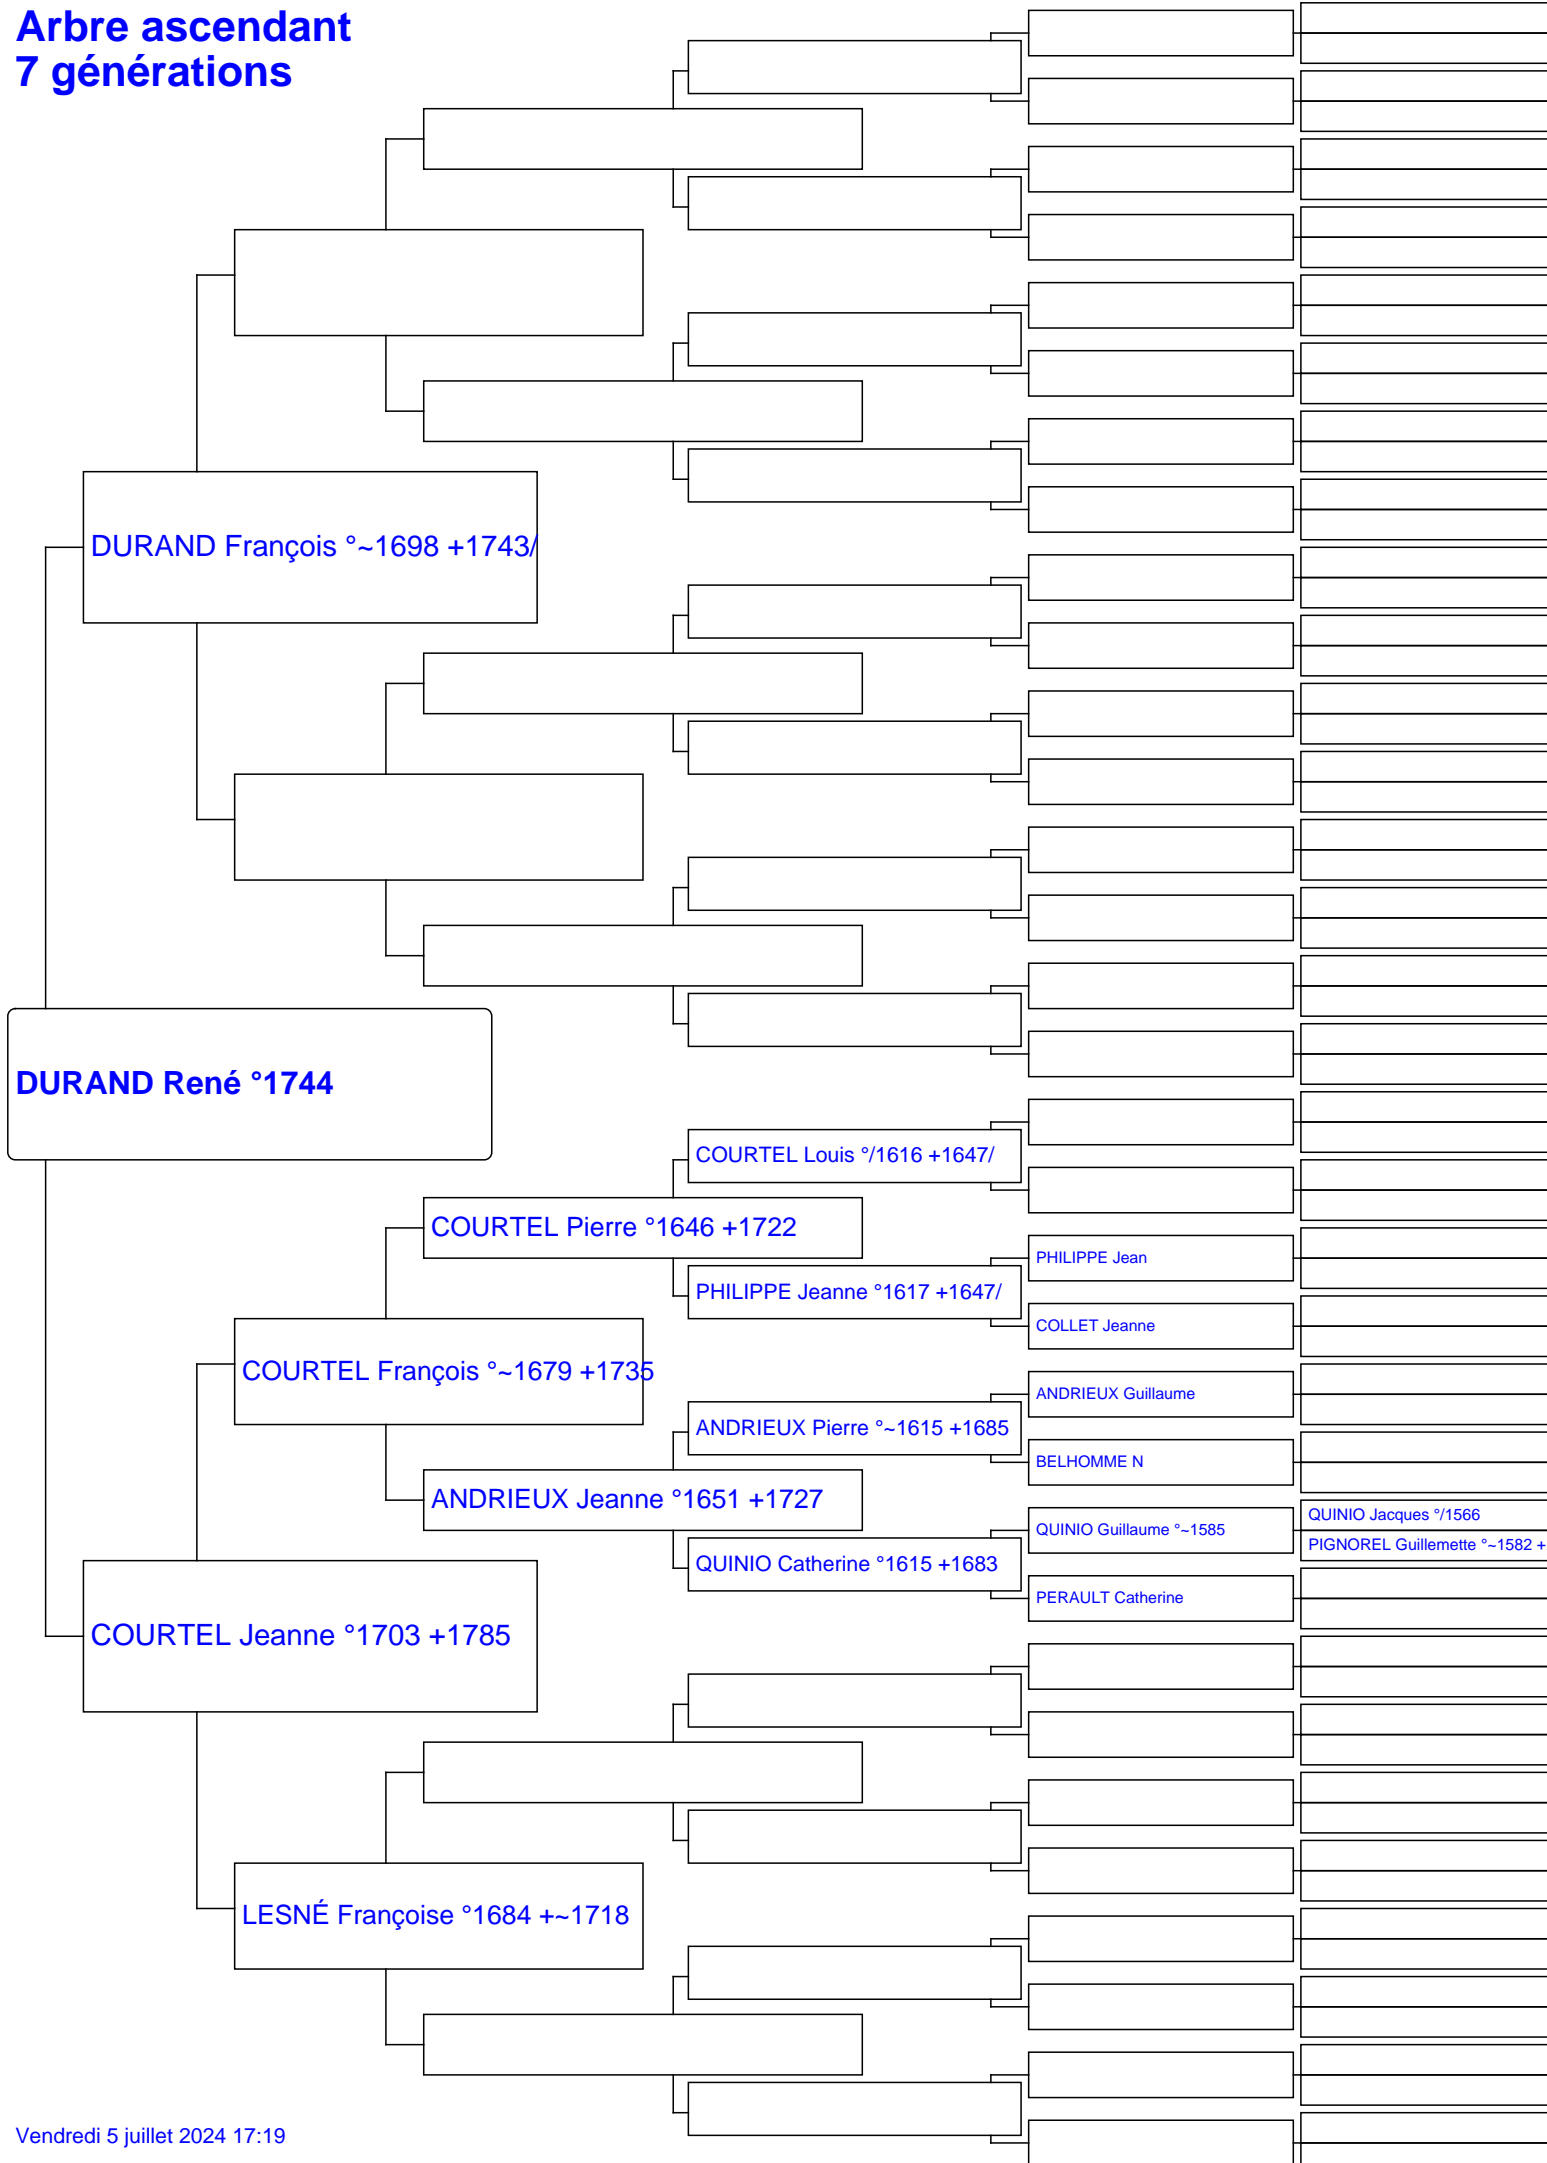 Arbre ascendant
7 générations
DURAND François °~1698 +1743/
DURAND René °1744
COURTEL Louis °/1616 +1647/
COURTEL Pierre °1646 +1722
PHILIPPE Jean
PHILIPPE Jeanne °1617 +1647/
COLLET Jeanne
COURTEL François °~1679 +1735
ANDRIEUX Guillaume
ANDRIEUX Pierre °~1615 +1685
BELHOMME N
ANDRIEUX Jeanne °1651 +1727
QUINIO Jacques °/1566
QUINIO Guillaume °~1585
PIGNOREL Guillemette °~1582 +
QUINIO Catherine °1615 +1683
PERAULT Catherine
COURTEL Jeanne °1703 +1785
LESNÉ Françoise °1684 +~1718
Vendredi 5 juillet 2024 17:19